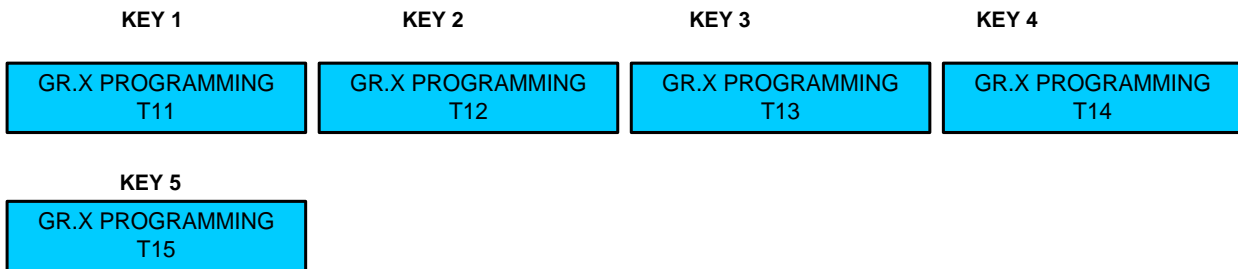 KEY 1 KEY 2 KEY 3 KEY 4
GR.X PROGRAMMING GR.X PROGRAMMING GR.X PROGRAMMING GR.X PROGRAMMING
T11 T12 T13 T14
KEY 5
GR.X PROGRAMMING
T15